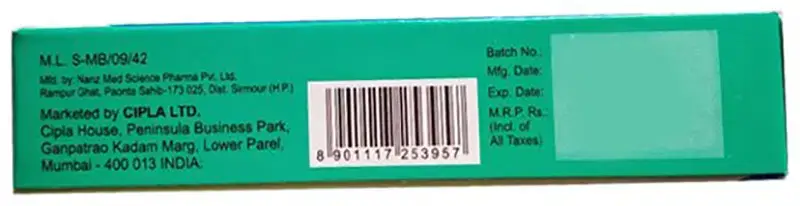 M.L. S-MB/09/42
Mfd. by: Nanz Med Science Pharma Pvt. Ltd.
Rampur Ghat, Paonta Sahib-173 025, Dist. Sirmour (H.P.)
Marketed by CIPLA LTD.
Cipla House, Peninsula Business Park,
Ganpatrao Kadam Marg, Lower Parel,
Mumbai - 400 013 INDIA.
8 901117 253957
Batch No.:
Mfg. Date:
Exp. Date:
M.R.P. Rs.:
(Incl. of
All Taxes)